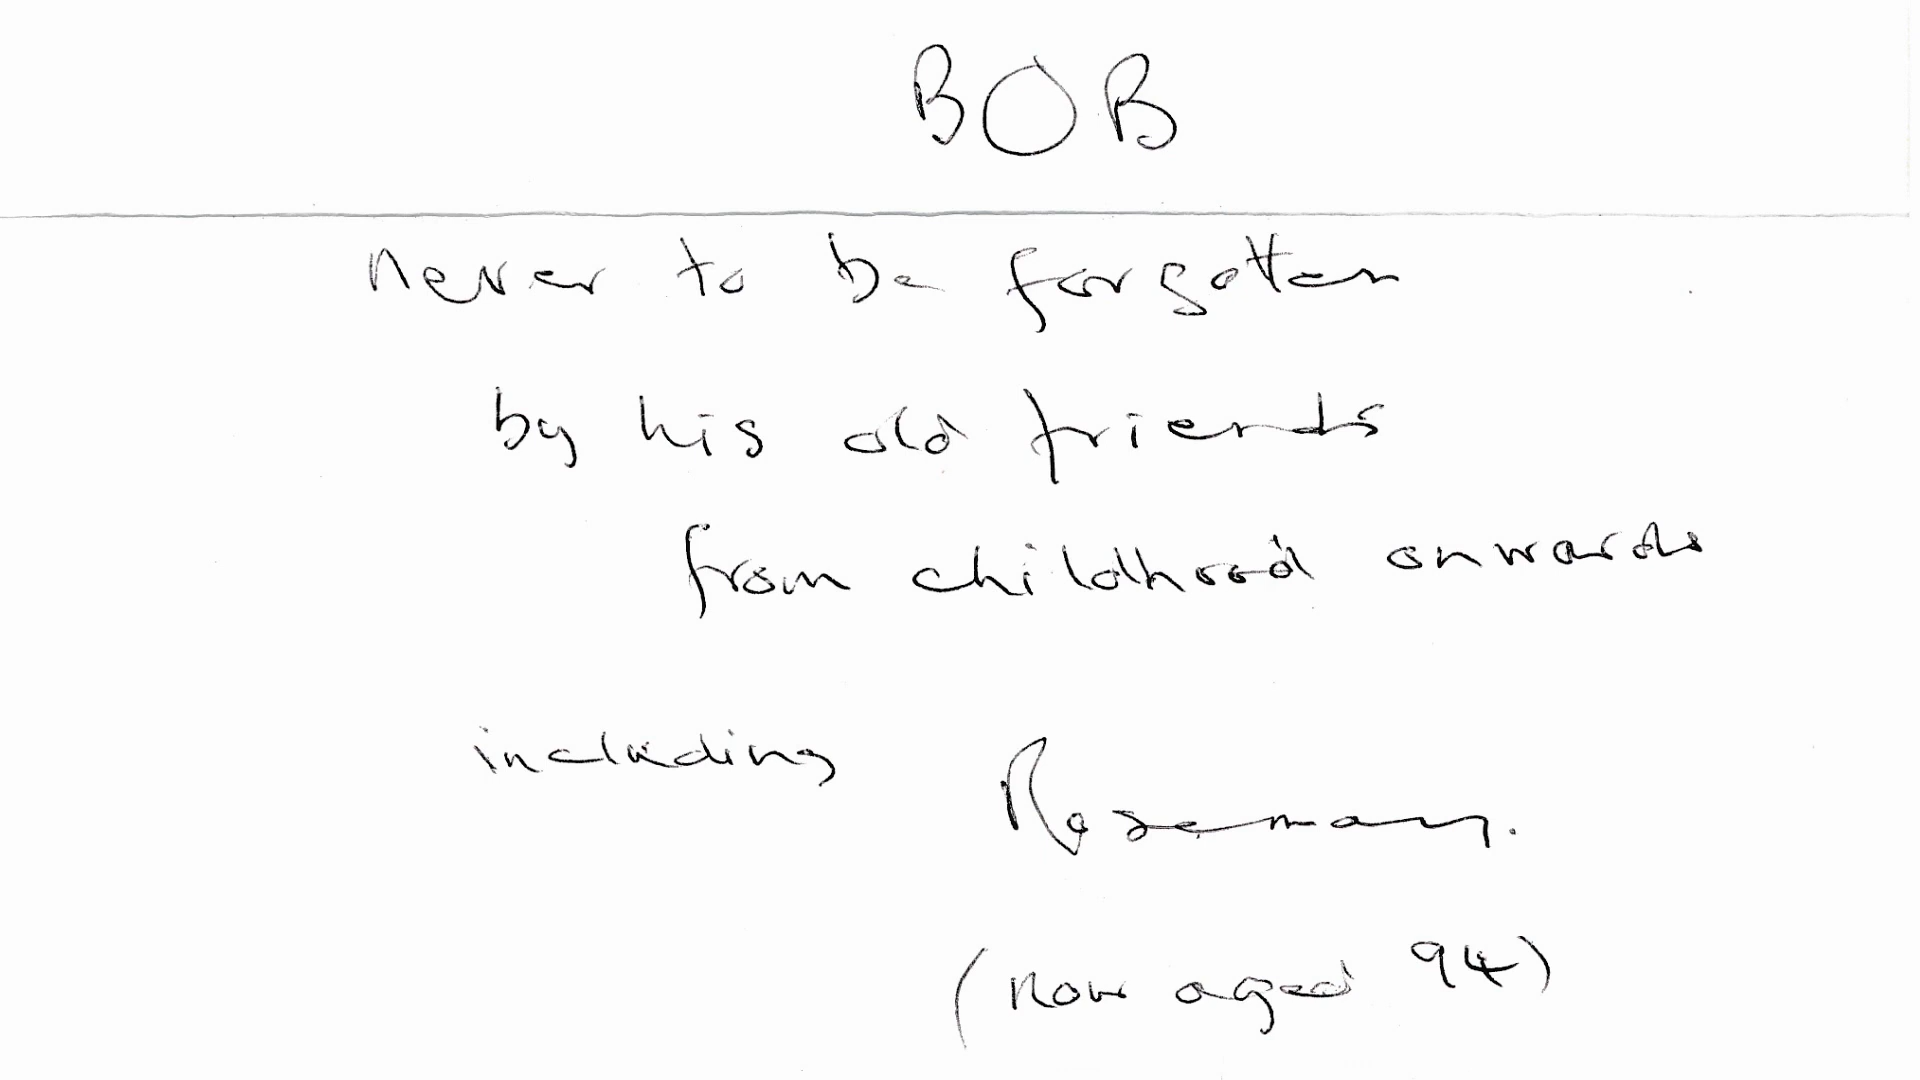 BOB
never to be forgotten
by his old friends
from childhood onwards
including Rosemary.
(now aged 94)